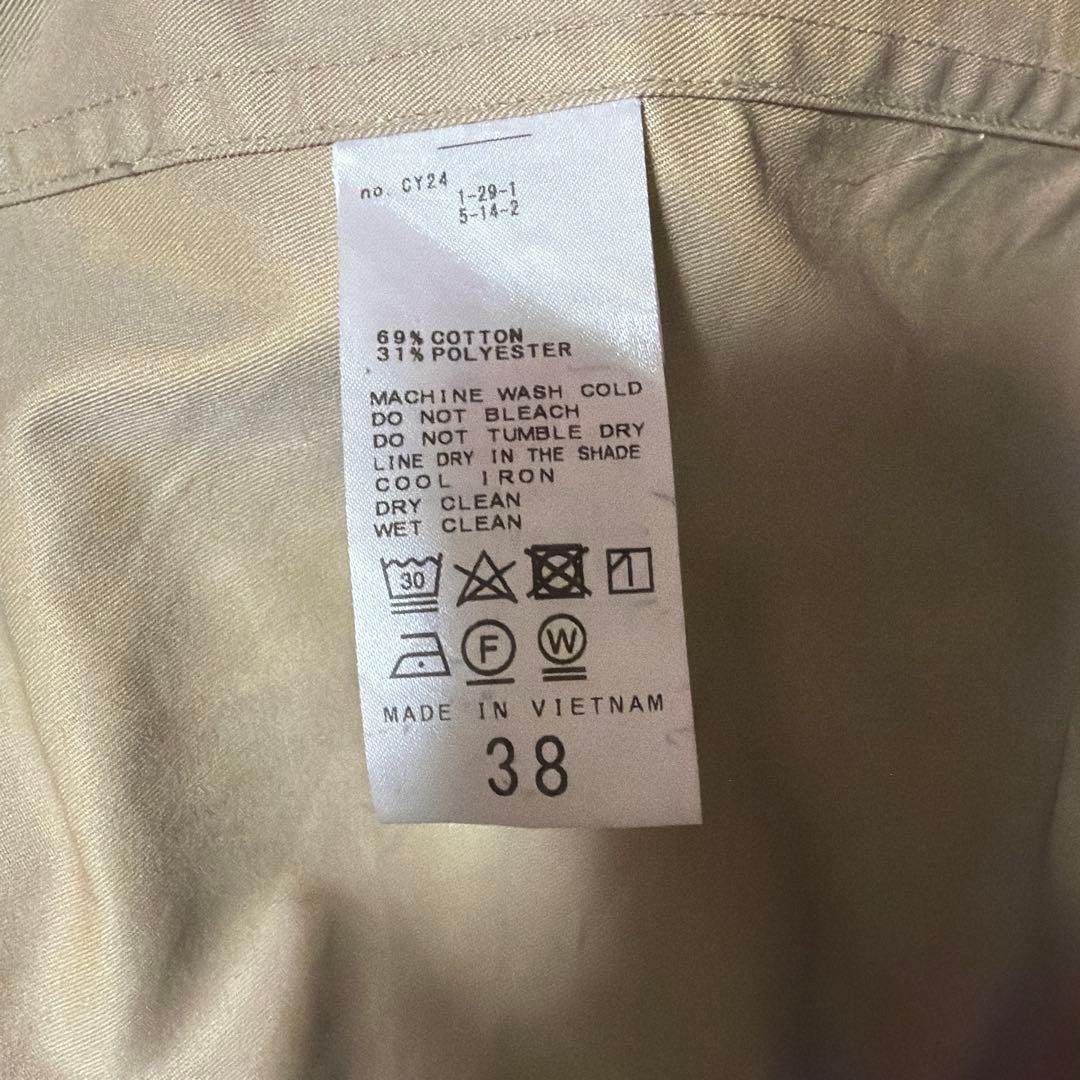 no. CY24
1-29-1
5-14-2
69% COTTON
31% POLYESTER
MACHINE WASH COLD
DO NOT BLEACH
DO NOT TUMBLE DRY
LINE DRY IN THE SHADE
COOL IRON
DRY CLEAN
WET CLEAN
30
F W
MADE IN VIETNAM
38